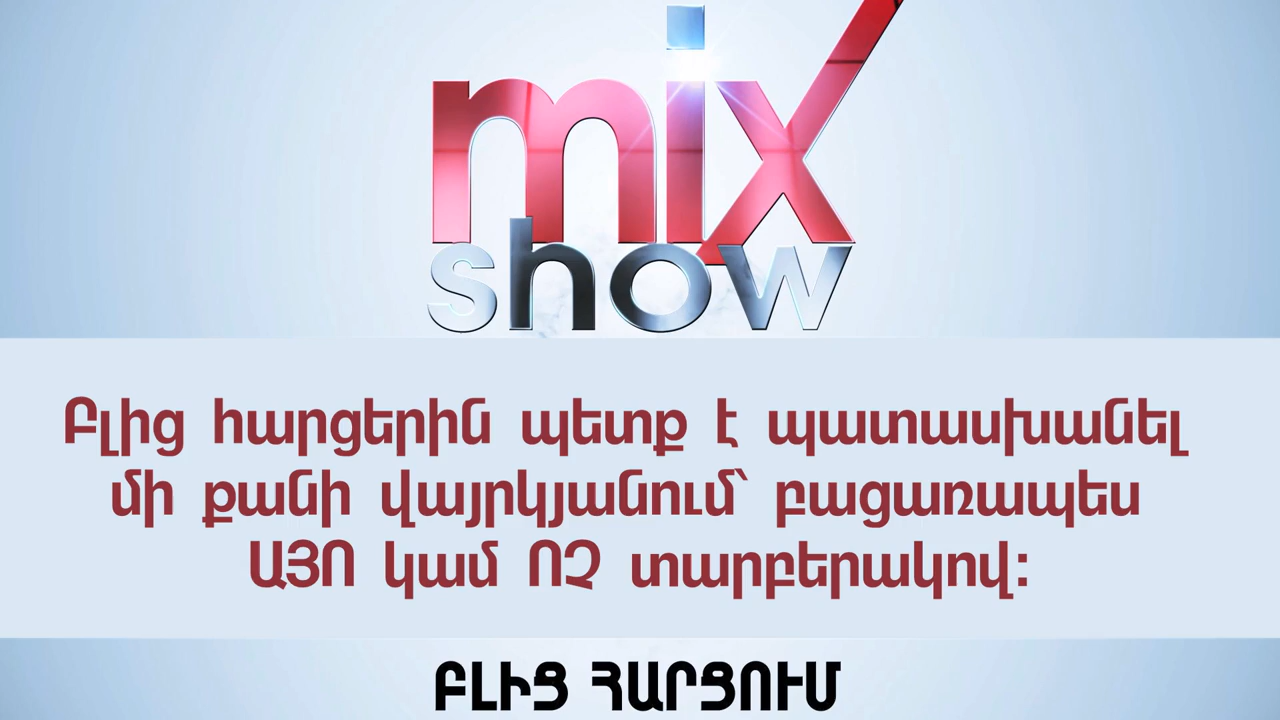 mix
show
Բլից հարցերին պետք է պատասխանել
մի քանի վայրկյանում՝ բացառապես
ԱՅՈ կամ ՈՉ տարբերակով:
ԲԼԻՑ ՀԱՐՑՈՒՄ